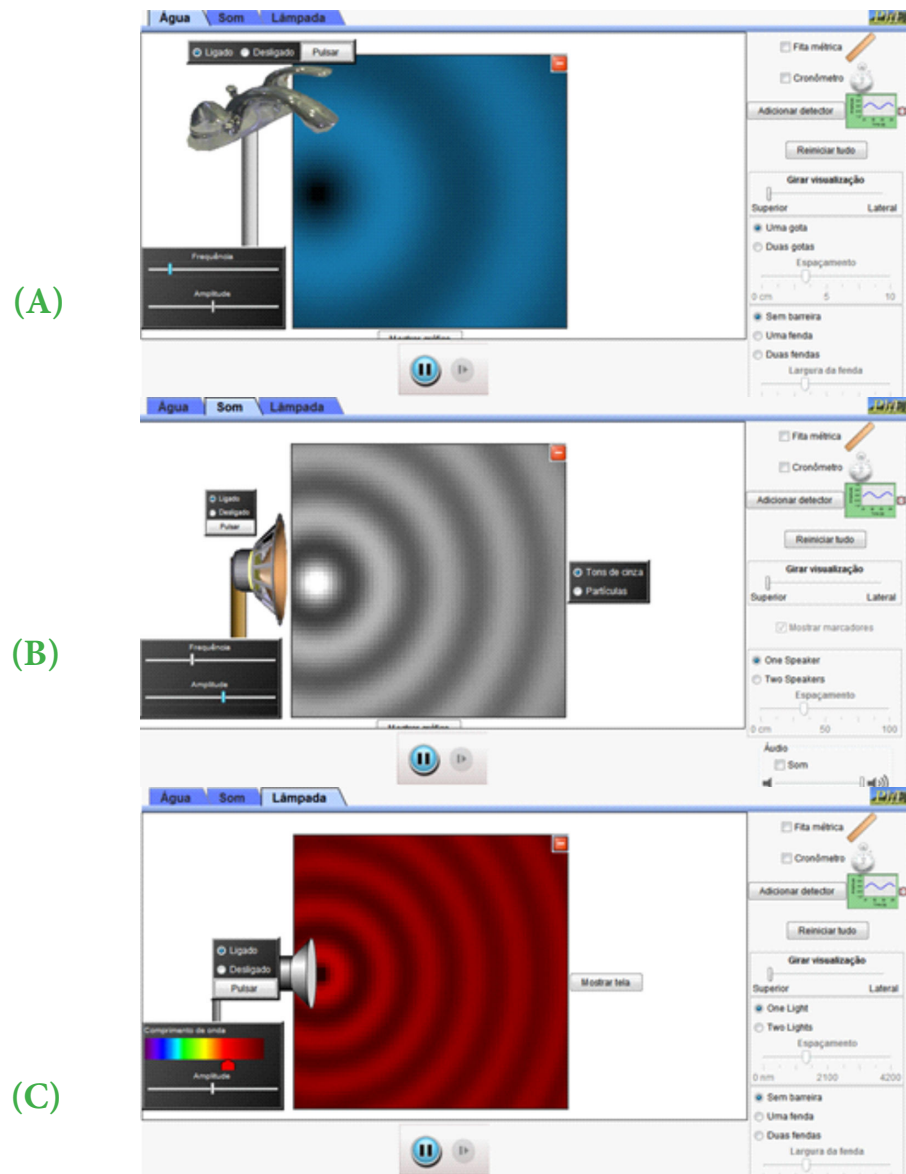 Água Som Lâmpada
Ligado Desligado Pulsar
Fita métrica
Cronômetro
Adicionar detector
Reiniciar tudo
Girar visualização
Superior Lateral
Uma gota
Duas gotas
Espaçamento
0 cm 5 10
Sem barreira
Uma fenda
Duas fendas
Largura da fenda
Frequência
Amplitude
(A)
Água Som Lâmpada
Ligado
Desligado
Pulsar
Fita métrica
Cronômetro
Adicionar detector
Reiniciar tudo
Girar visualização
Superior Lateral
Tons de cinza
Partículas
Mostrar marcadores
One Speaker
Two Speakers
Espaçamento
0 cm 50 100
Áudio
Som
Frequência
Amplitude
(B)
Água Som Lâmpada
Ligado
Desligado
Pulsar
Fita métrica
Cronômetro
Adicionar detector
Reiniciar tudo
Girar visualização
Superior Lateral
Mostrar tela
One Light
Two Lights
Espaçamento
0 nm 2100 4200
Sem barreira
Uma fenda
Duas fendas
Largura da fenda
Comprimento de onda
Amplitude
(C)